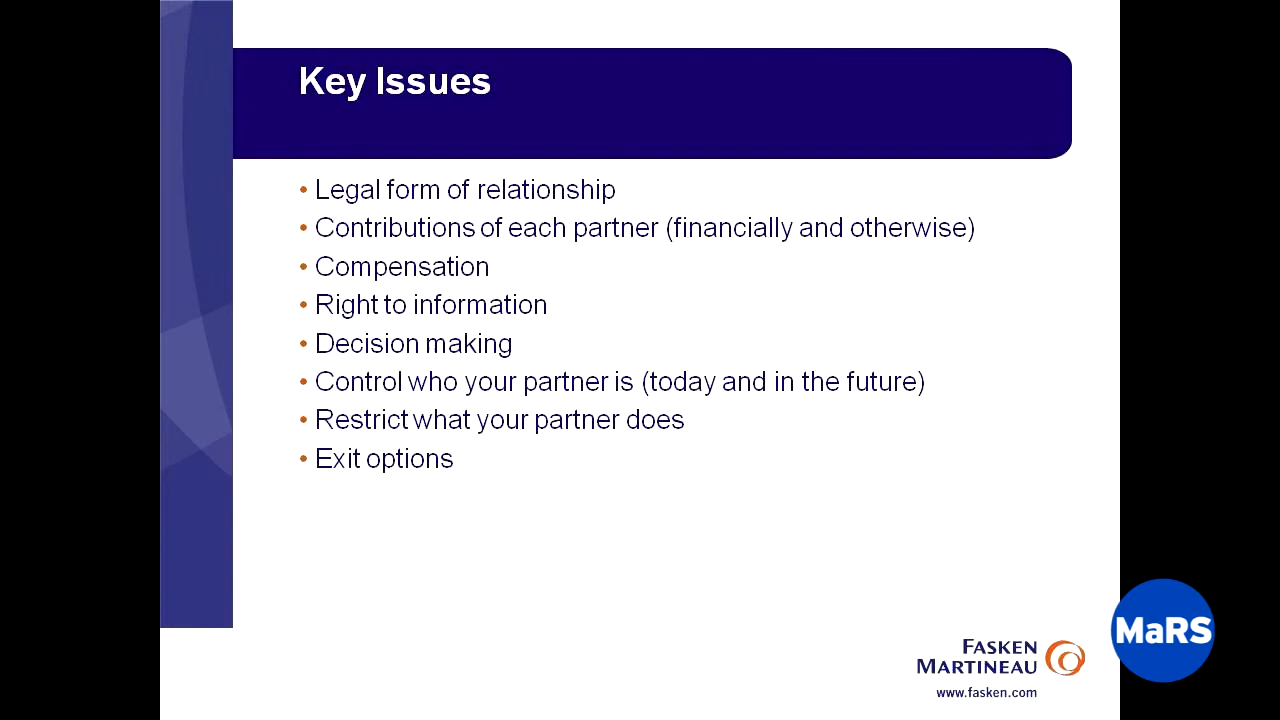 Key Issues
• Legal form of relationship
• Contributions of each partner (financially and otherwise)
• Compensation
• Right to information
• Decision making
• Control who your partner is (today and in the future)
• Restrict what your partner does
• Exit options
FASKEN
MARTINEAU
www.fasken.com
MaRS